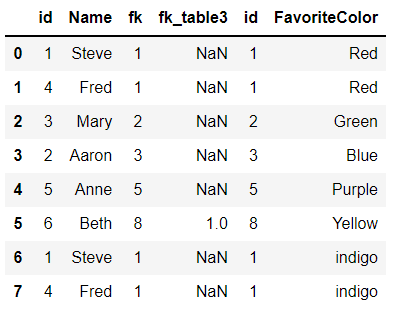 id Name fk fk_table3 id FavoriteColor
0 1 Steve 1 NaN 1 Red
1 4 Fred 1 NaN 1 Red
2 3 Mary 2 NaN 2 Green
3 2 Aaron 3 NaN 3 Blue
4 5 Anne 5 NaN 5 Purple
5 6 Beth 8 1.0 8 Yellow
6 1 Steve 1 NaN 1 indigo
7 4 Fred 1 NaN 1 indigo